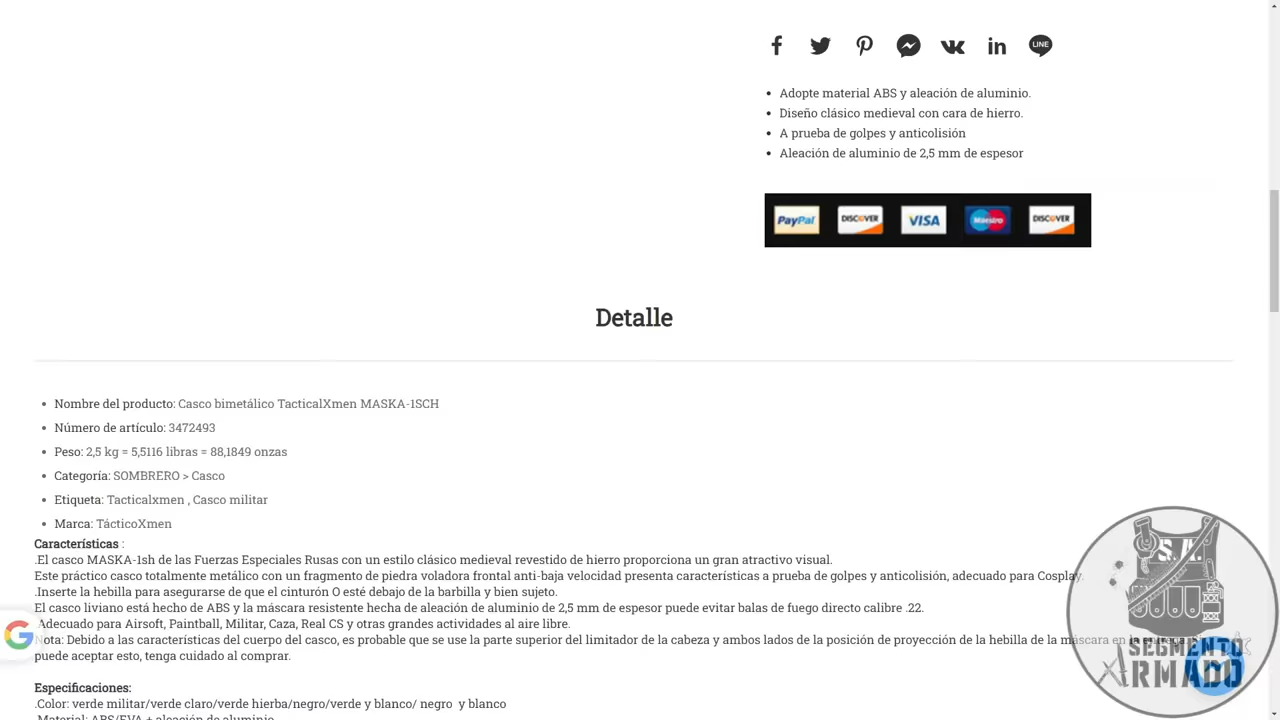 LINE
Adopte material ABS y aleación de aluminio.
Diseño clásico medieval con cara de hierro.
A prueba de golpes y anticolisión
Aleación de aluminio de 2,5 mm de espesor
PayPal DISCOVER VISA Maestro DISCOVER
Detalle
Nombre del producto: Casco bimetálico TacticalXmen MASKA-1SCH
Número de artículo: 3472493
Peso: 2,5 kg = 5,5116 libras = 88,1849 onzas
Categoría: SOMBRERO > Casco
Etiqueta: Tacticalxmen , Casco militar
Marca: TácticoXmen
Características :
.El casco MASKA-1sh de las Fuerzas Especiales Rusas con un estilo clásico medieval revestido de hierro proporciona un gran atractivo visual.
Este práctico casco totalmente metálico con un fragmento de piedra voladora frontal anti-baja velocidad presenta características a prueba de golpes y anticolisión, adecuado para Cosplay.
.Inserte la hebilla para asegurarse de que el cinturón O esté debajo de la barbilla y bien sujeto.
El casco liviano está hecho de ABS y la máscara resistente hecha de aleación de aluminio de 2,5 mm de espesor puede evitar balas de fuego directo calibre .22.
Adecuado para Airsoft, Paintball, Militar, Caza, Real CS y otras grandes actividades al aire libre.
Nota: Debido a las características del cuerpo del casco, es probable que se use la parte superior del limitador de la cabeza y ambos lados de la posición de proyección de la hebilla de la máscara en la
puede aceptar esto, tenga cuidado al comprar.
Especificaciones:
.Color: verde militar/verde claro/verde hierba/negro/verde y blanco/ negro y blanco
.Material: ABS/EVA + aleación de aluminio
S.A.
SEGMENTO
ARMADO